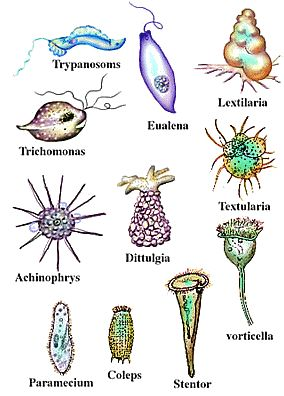 Trypanosoms
Eualena
Lextilaria
Trichomonas
Textularia
Achinophrys
Dittulgia
vorticella
Paramecium
Coleps
Stentor